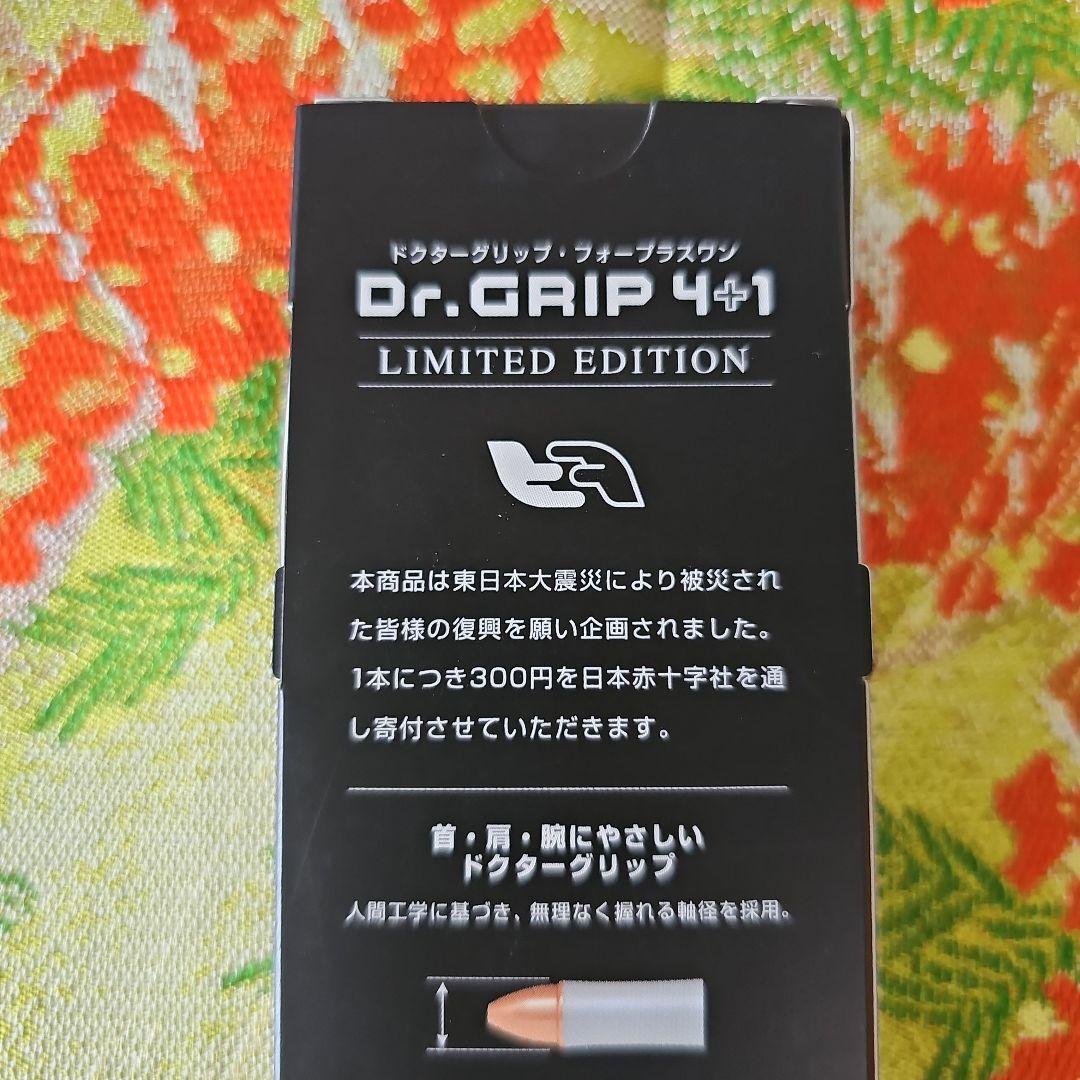 ドクターグリップ・フォープラスワン
Dr.GRIP 4+1
LIMITED EDITION
本商品は東日本大震災により被災され
た皆様の復興を願い企画されました。
1本につき300円を日本赤十字社を通
し寄付させていただきます。
首・肩・腕にやさしい
ドクターグリップ
人間工学に基づき、無理なく握れる軸径を採用。